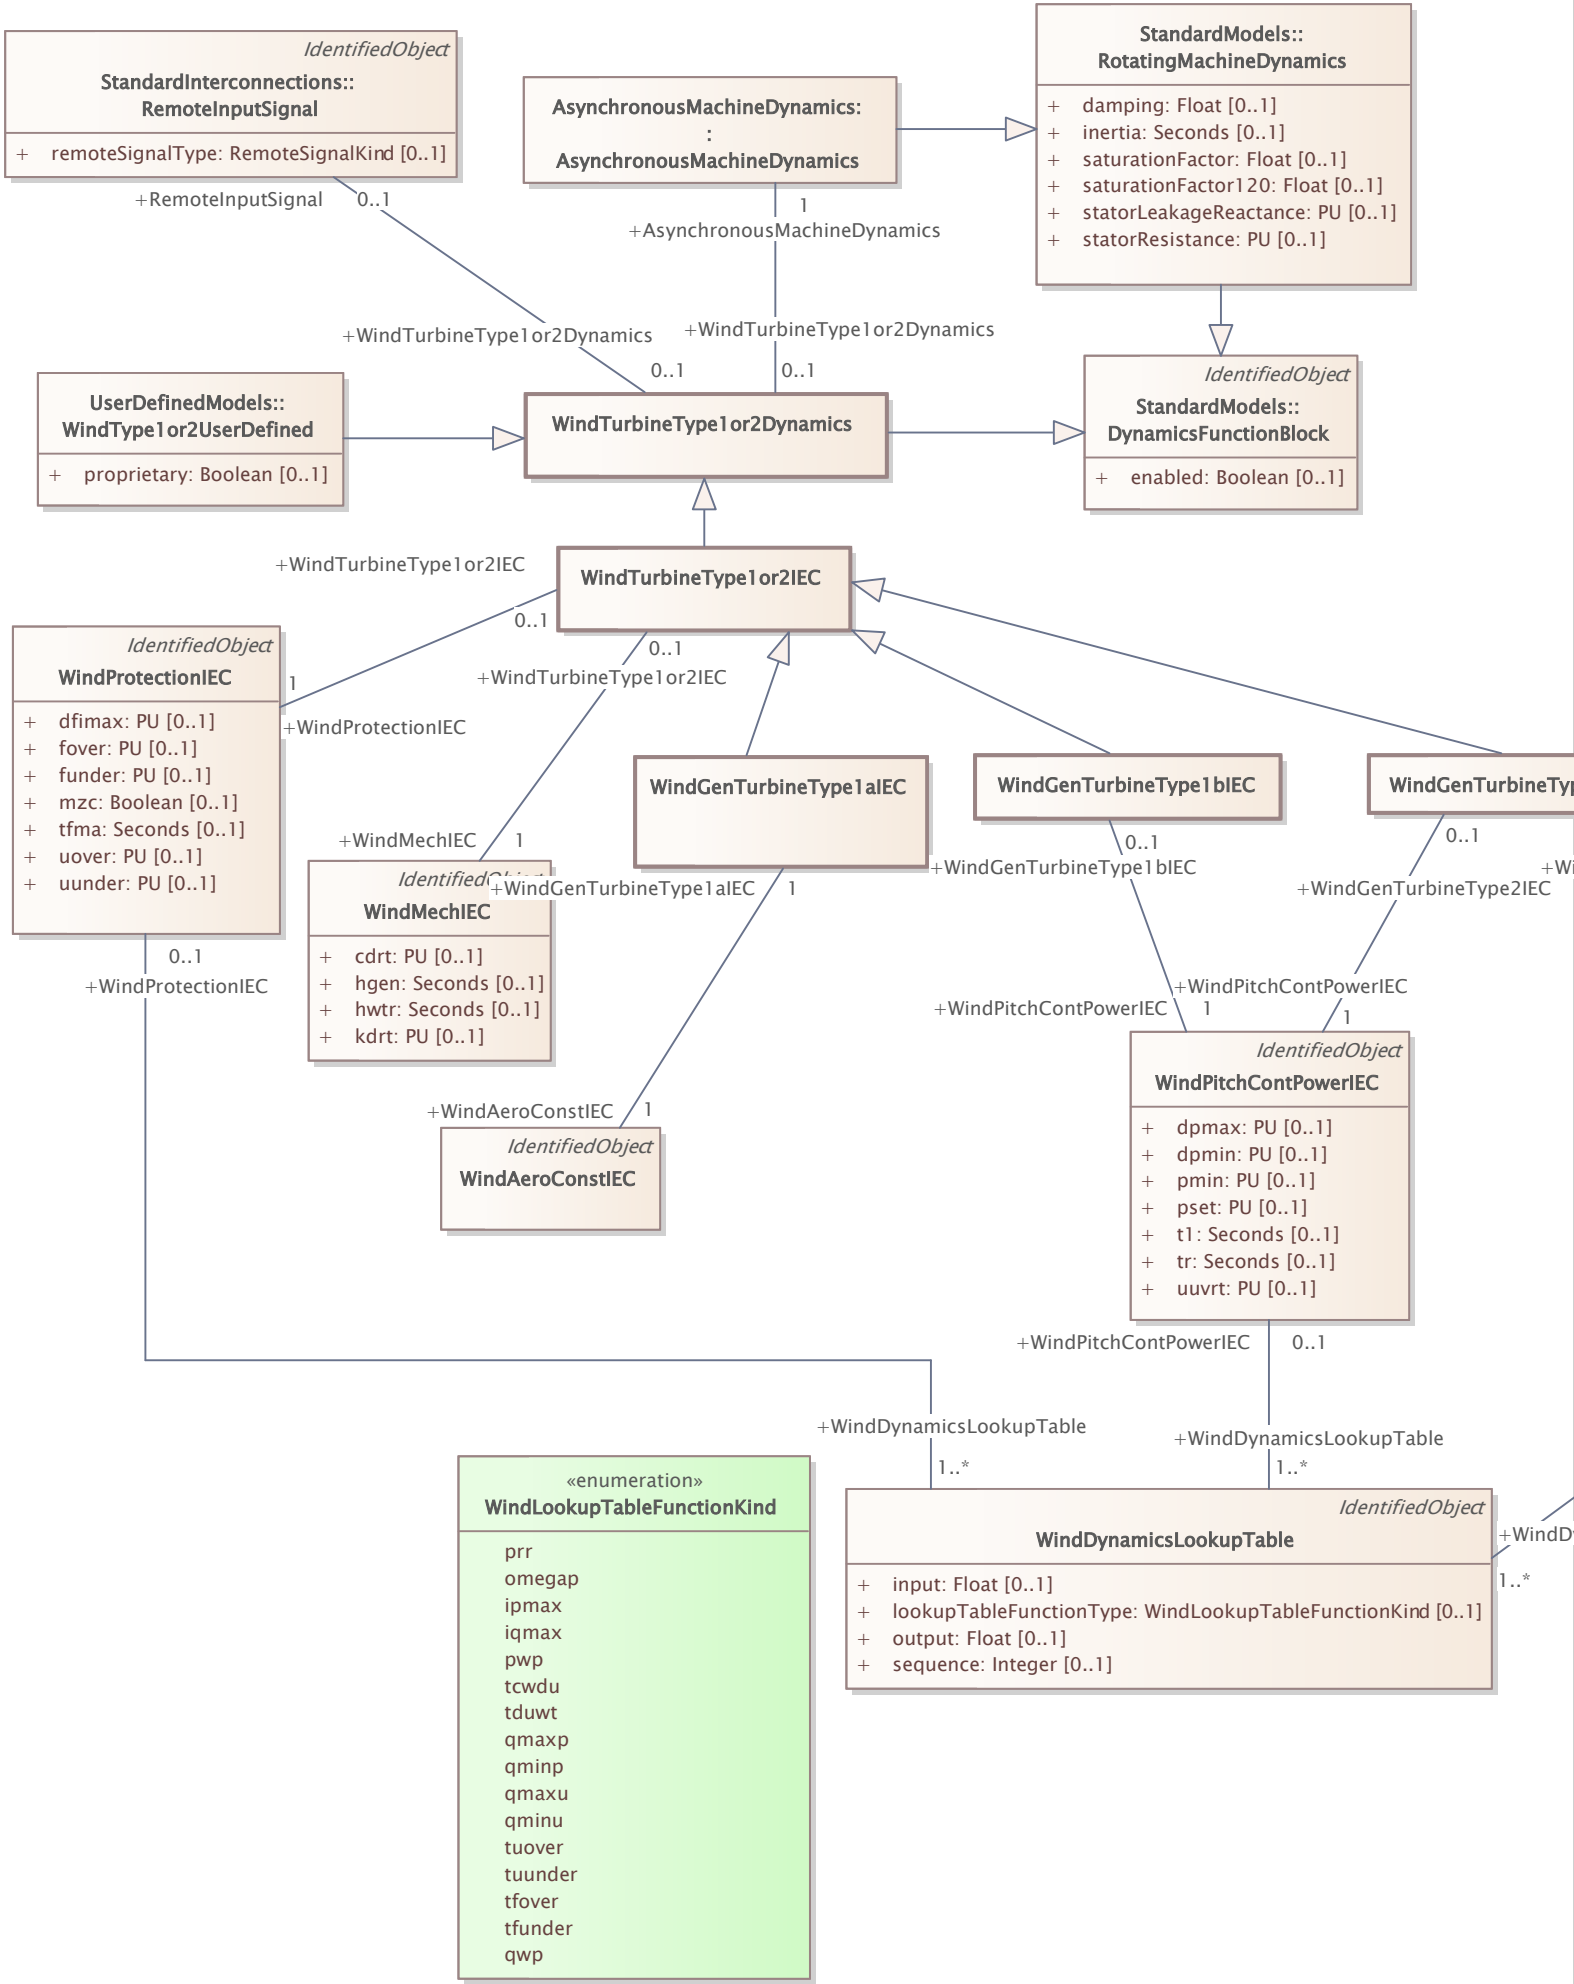 IdentifiedObject
StandardInterconnections::
RemoteInputSignal
+ remoteSignalType: RemoteSignalKind [0..1]
AsynchronousMachineDynamics:
:
AsynchronousMachineDynamics
StandardModels::
RotatingMachineDynamics
+ damping: Float [0..1]
+ inertia: Seconds [0..1]
+ saturationFactor: Float [0..1]
+ saturationFactor120: Float [0..1]
+ statorLeakageReactance: PU [0..1]
+ statorResistance: PU [0..1]
+RemoteInputSignal 0..1
1
+AsynchronousMachineDynamics
+WindTurbineType1or2Dynamics
0..1
+WindTurbineType1or2Dynamics
0..1
UserDefinedModels::
WindType1or2UserDefined
+ proprietary: Boolean [0..1]
WindTurbineType1or2Dynamics
IdentifiedObject
StandardModels::
DynamicsFunctionBlock
+ enabled: Boolean [0..1]
+WindTurbineType1or2IEC
0..1
WindTurbineType1or2IEC
0..1
+WindTurbineType1or2IEC
IdentifiedObject
WindProtectionIEC
+ dfimax: PU [0..1]
+ fover: PU [0..1]
+ funder: PU [0..1]
+ mzc: Boolean [0..1]
+ tfma: Seconds [0..1]
+ uover: PU [0..1]
+ uunder: PU [0..1]
1
+WindProtectionIEC
WindGenTurbineType1aIEC
WindGenTurbineType1bIEC
WindGenTurbineTyp
+WindMechIEC 1
0..1
+WindGenTurbineType1bIEC
0..1
+WindGenTurbineType2IEC
+Wi
IdentifiedO
WindMechIEC
+ cdrt: PU [0..1]
+ hgen: Seconds [0..1]
+ hwtr: Seconds [0..1]
+ kdrt: PU [0..1]
+WindGenTurbineType1aIEC 1
0..1
+WindProtectionIEC
+WindPitchContPowerIEC
1
+WindPitchContPowerIEC
1
+WindAeroConstIEC 1
IdentifiedObject
WindAeroConstIEC
IdentifiedObject
WindPitchContPowerIEC
+ dpmax: PU [0..1]
+ dpmin: PU [0..1]
+ pmin: PU [0..1]
+ pset: PU [0..1]
+ t1: Seconds [0..1]
+ tr: Seconds [0..1]
+ uuvrt: PU [0..1]
+WindPitchContPowerIEC 0..1
+WindDynamicsLookupTable
1..*
+WindDynamicsLookupTable
1..*
«enumeration»
WindLookupTableFunctionKind
prr
omegap
ipmax
iqmax
pwp
tcwdu
tduwt
qmaxp
qminp
qmaxu
qminu
tuover
tuunder
tfover
tfunder
qwp
IdentifiedObject
WindDynamicsLookupTable
+ input: Float [0..1]
+ lookupTableFunctionType: WindLookupTableFunctionKind [0..1]
+ output: Float [0..1]
+ sequence: Integer [0..1]
+WindD
1..*